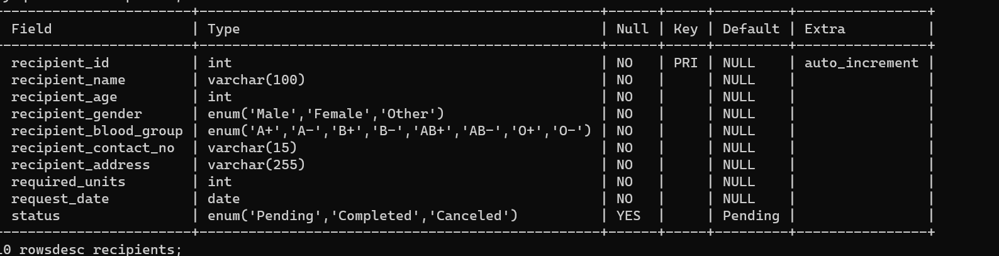 +------------------------+--------------------------------------------------+------+-----+---------+----------------+
Field | Type | Null | Key | Default | Extra |
+------------------------+--------------------------------------------------+------+-----+---------+----------------+
recipient_id | int | NO | PRI | NULL | auto_increment |
recipient_name | varchar(100) | NO | | NULL | |
recipient_age | int | NO | | NULL | |
recipient_gender | enum('Male','Female','Other') | NO | | NULL | |
recipient_blood_group | enum('A+','A-','B+','B-','AB+','AB-','O+','O-') | NO | | NULL | |
recipient_contact_no | varchar(15) | NO | | NULL | |
recipient_address | varchar(255) | NO | | NULL | |
required_units | int | NO | | NULL | |
request_date | date | NO | | NULL | |
status | enum('Pending','Completed','Canceled') | YES | | Pending | |
+------------------------+--------------------------------------------------+------+-----+---------+----------------+
10 rowsdesc recipients;